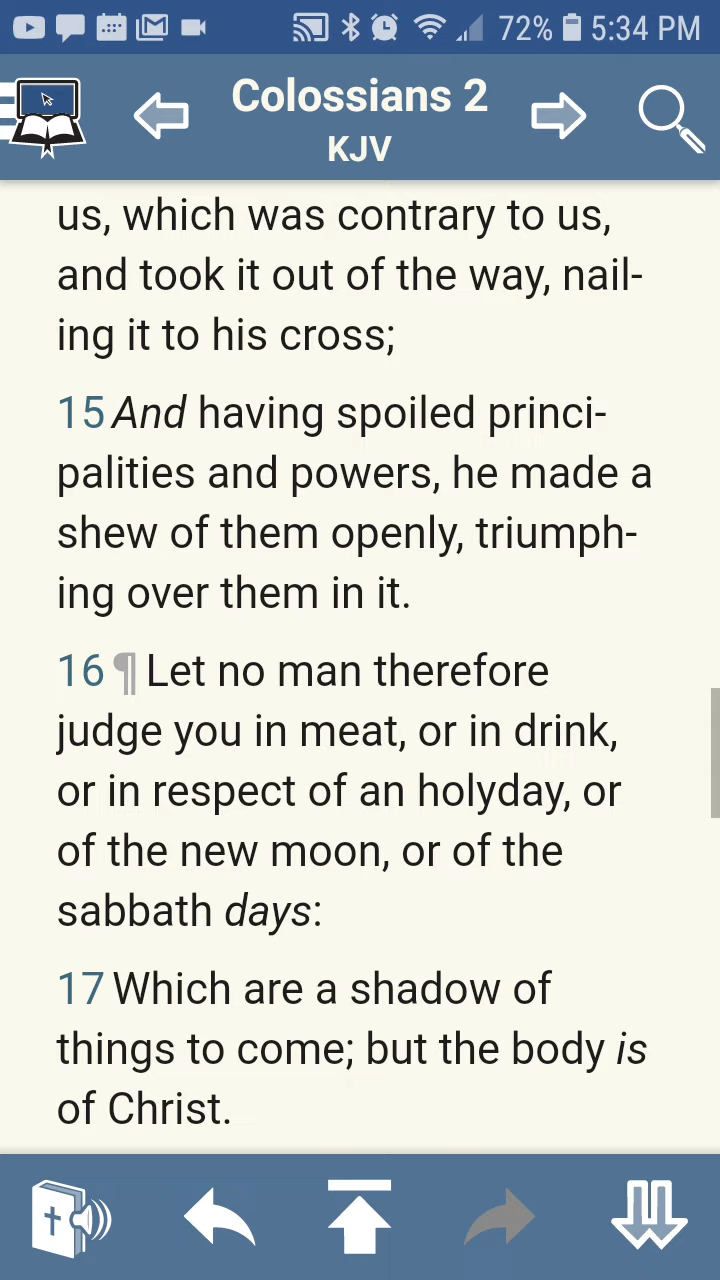 72% 5:34 PM
Colossians 2
KJV
us, which was contrary to us,
and took it out of the way, nail-
ing it to his cross;
15 And having spoiled princi-
palities and powers, he made a
shew of them openly, triumph-
ing over them in it.
16 ¶ Let no man therefore
judge you in meat, or in drink,
or in respect of an holyday, or
of the new moon, or of the
sabbath days:
17 Which are a shadow of
things to come; but the body is
of Christ.